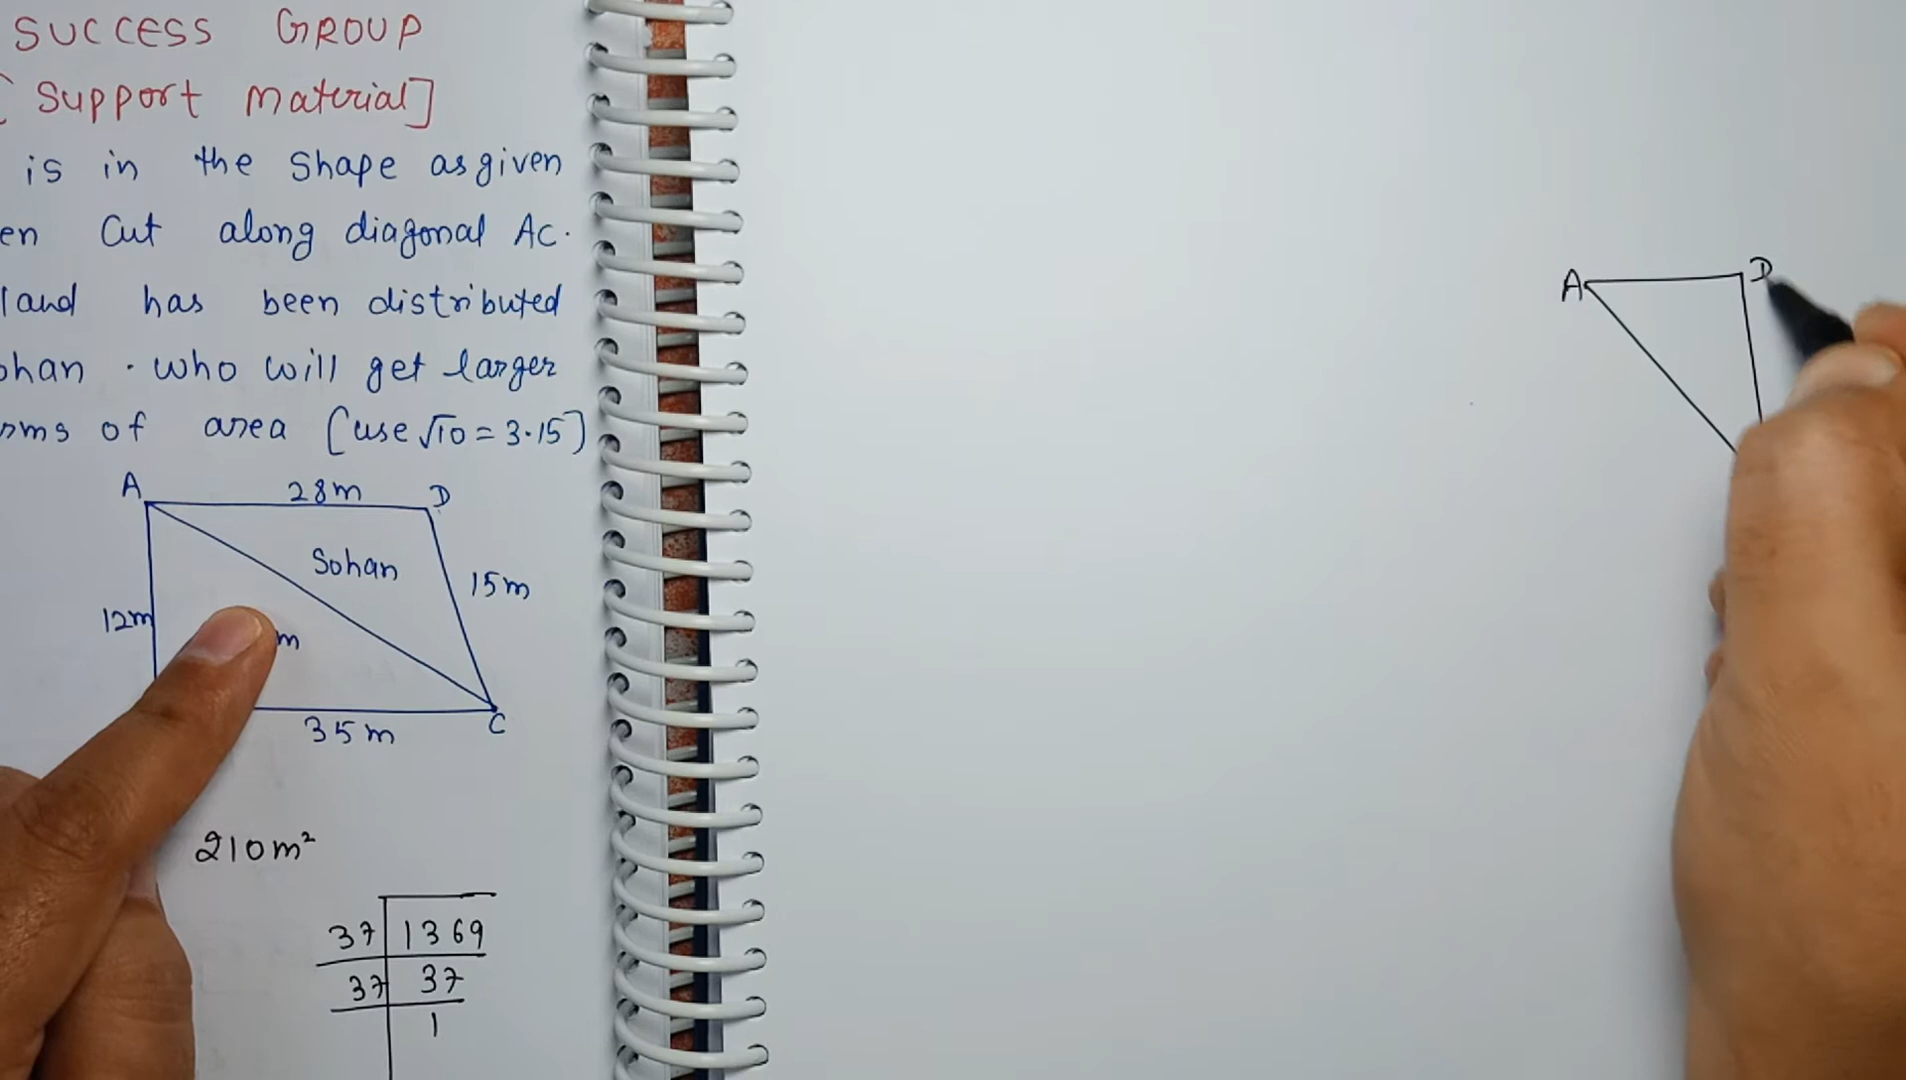 SUCCESS GROUP
[Support Material]
is in the shape as given
en Cut along diagonal AC.
land has been distributed
ohan . who will get larger
rms of area [use √10 = 3.15]
A 28m D
Sohan
15m
12m
m
35m C
210m²
37 1369
37 37
1
A D